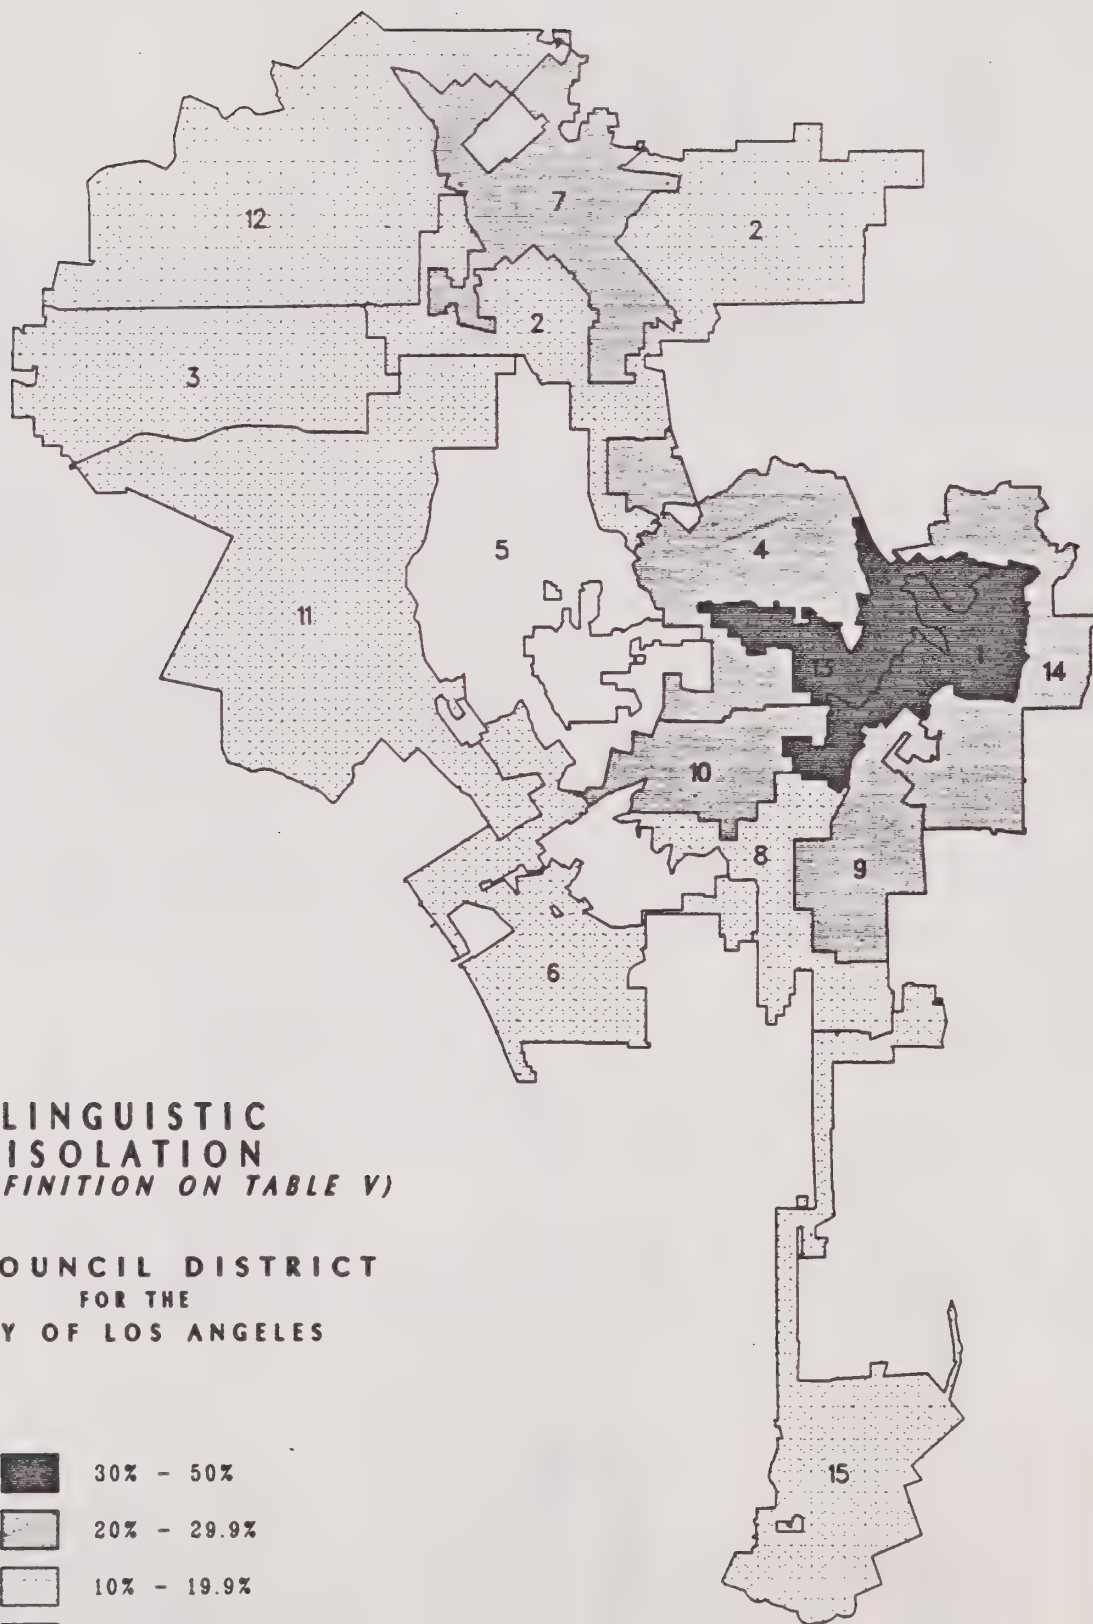 12
7
2
2
3
4
5
11
13
1
14
10
8
9
6
LINGUISTIC
ISOLATION
FINITION ON TABLE V)
OUNCIL DISTRICT
FOR THE
Y OF LOS ANGELES
30% - 50%
20% - 29.9%
10% - 19.9%
15